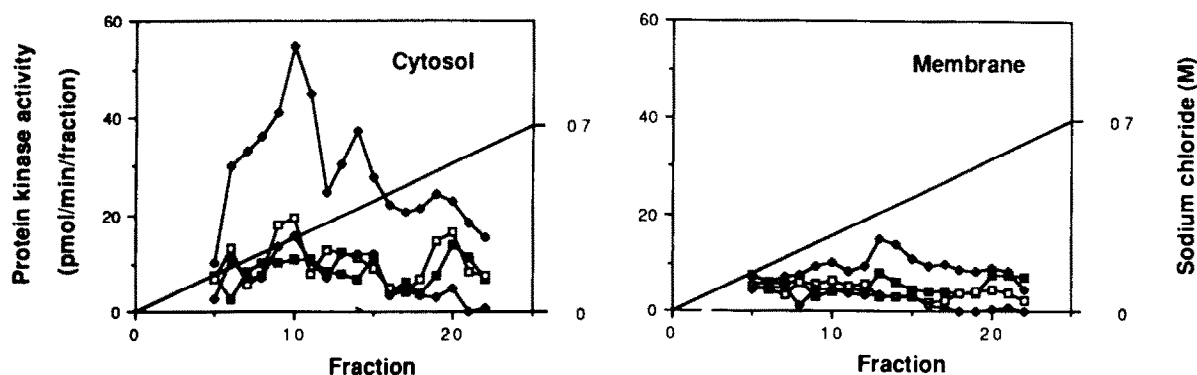 Protein kinase activity
(pmol/min/fraction)
60
40
20
0
0
10
20
Cytosol
Fraction
0 7
0
60
40
20
0
0
10
20
Membrane
Fraction
0 7
0
Sodium chloride (M)